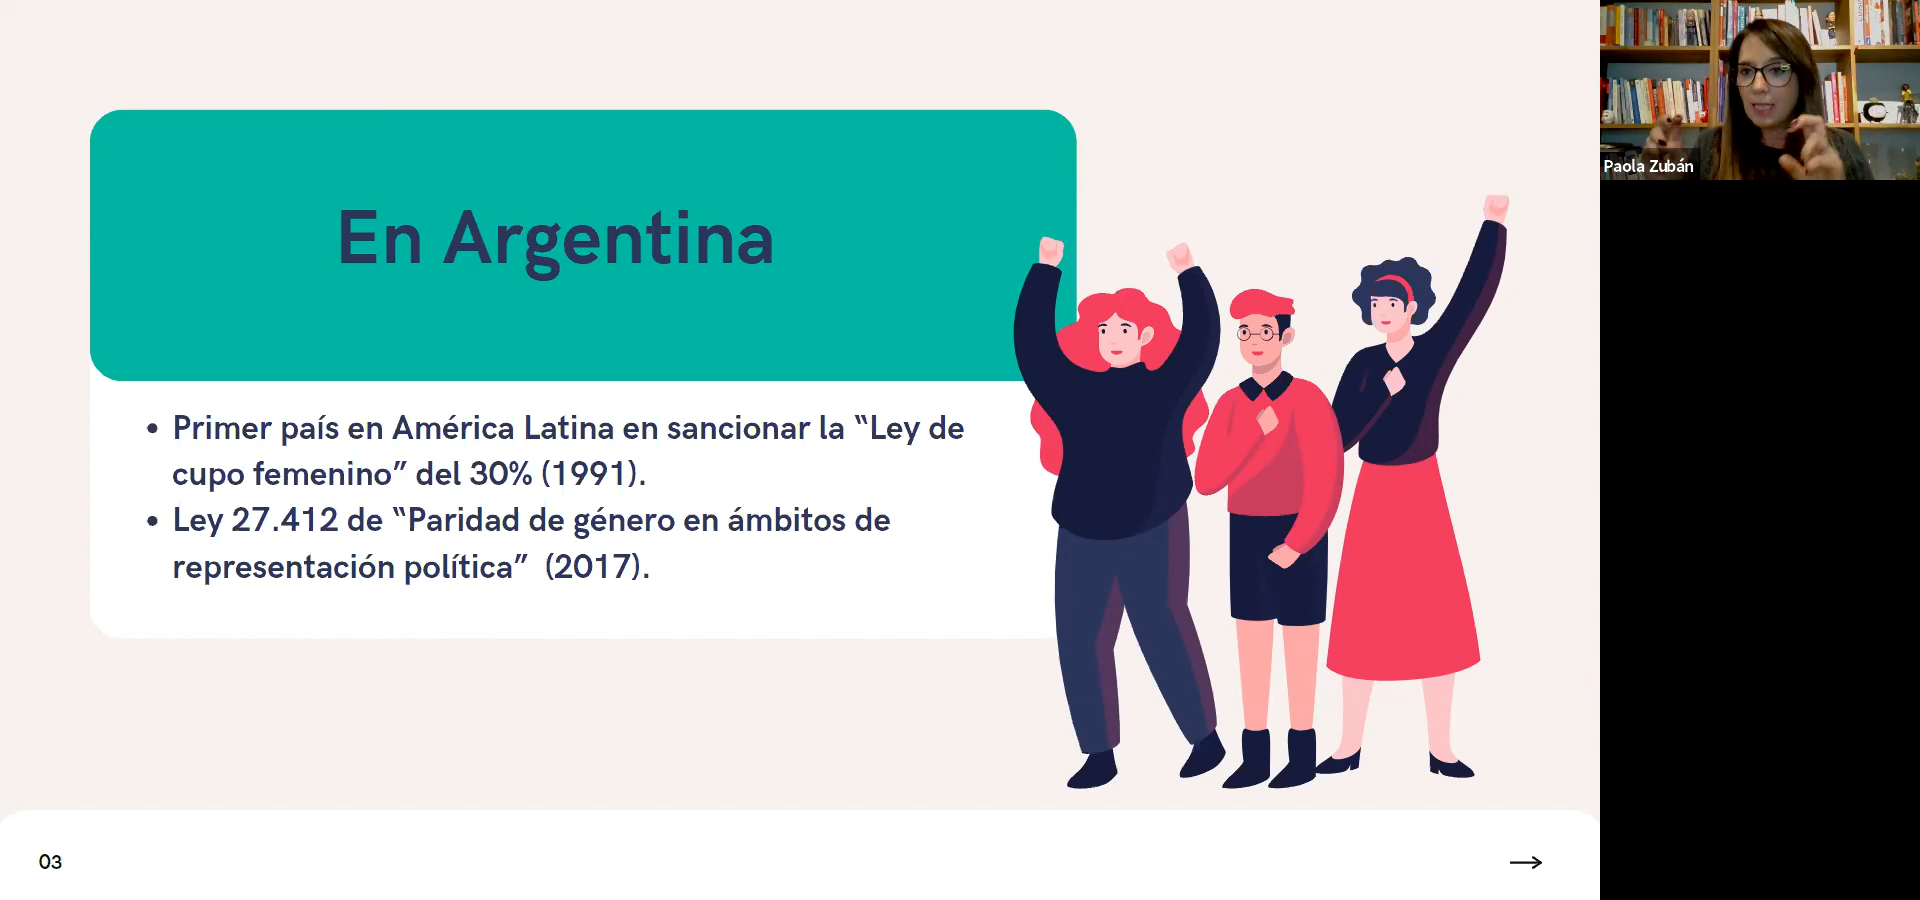 En Argentina
• Primer país en América Latina en sancionar la “Ley de
cupo femenino” del 30% (1991).
• Ley 27.412 de “Paridad de género en ámbitos de
representación política” (2017).
03
Paola Zubán